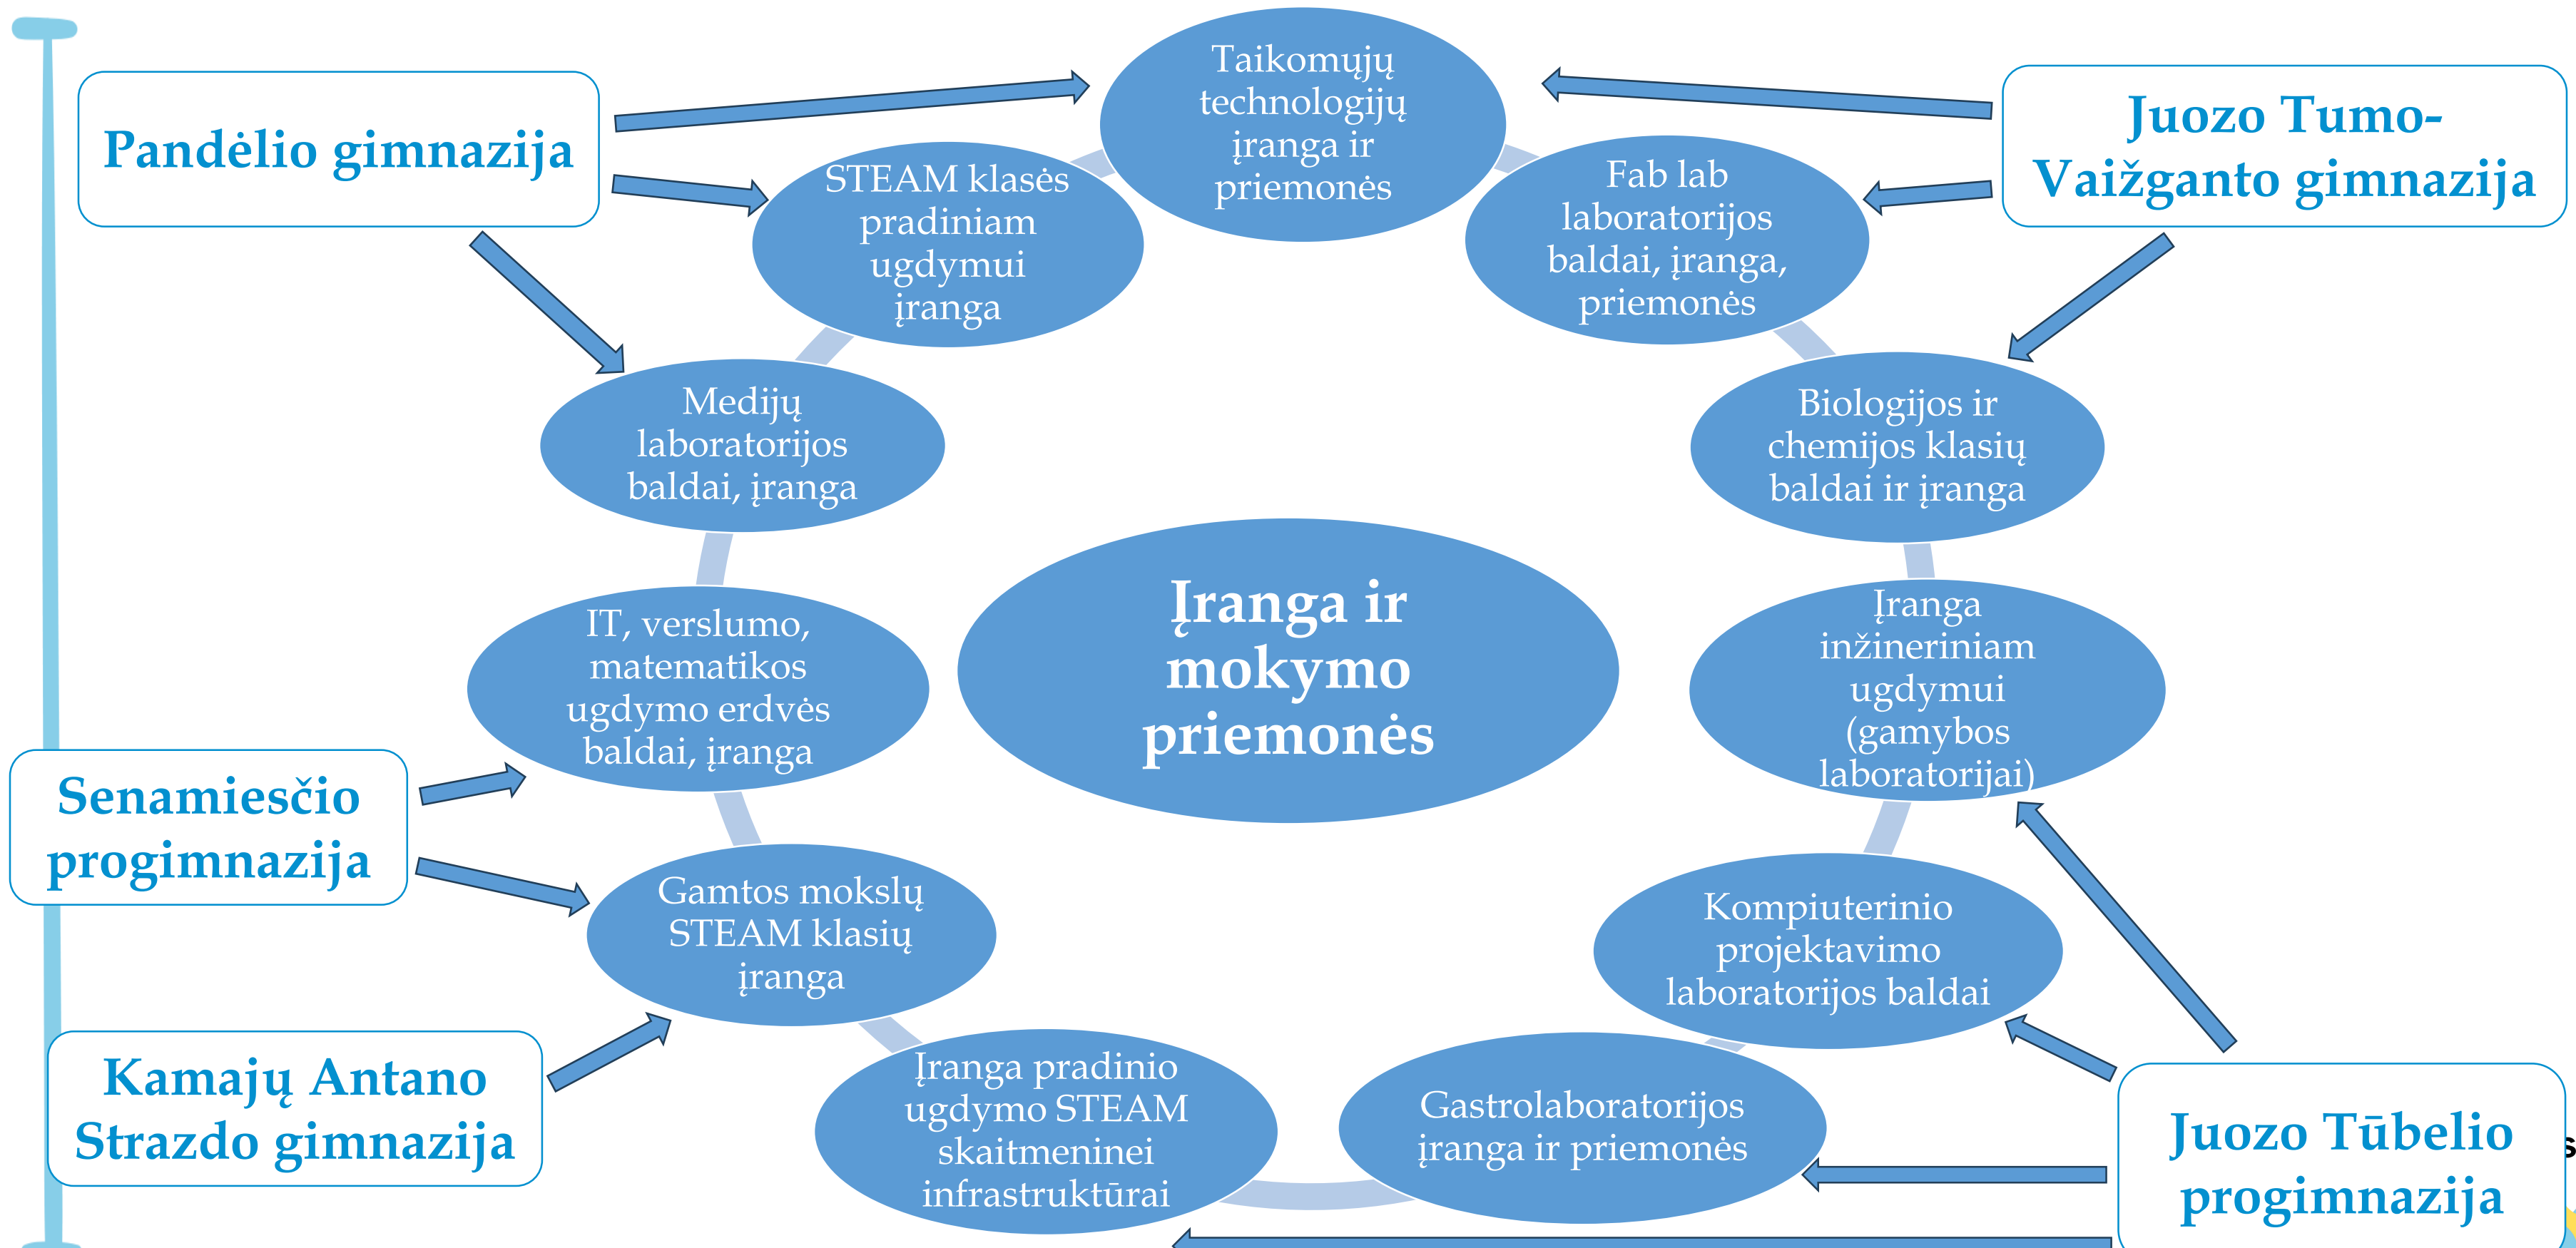 Taikomųjų
technologijų
įranga ir
priemonės
Pandėlio gimnazija
Juozo Tumo-
Vaižganto gimnazija
STEAM klasės
pradiniam
ugdymui
įranga
Fab lab
laboratorijos
baldai, įranga,
priemonės
Medijų
laboratorijos
baldai, įranga
Biologijos ir
chemijos klasių
baldai ir įranga
Įranga ir
mokymo
priemonės
IT, verslumo,
matematikos
ugdymo erdvės
baldai, įranga
Įranga
inžineriniam
ugdymui
(gamybos
laboratorijai)
Senamiesčio
progimnazija
Gamtos mokslų
STEAM klasių
įranga
Kompiuterinio
projektavimo
laboratorijos baldai
Kamajų Antano
Strazdo gimnazija
Įranga pradinio
ugdymo STEAM
skaitmeninei
infrastruktūrai
Gastrolaboratorijos
įranga ir priemonės
Juozo Tūbelio
progimnazija